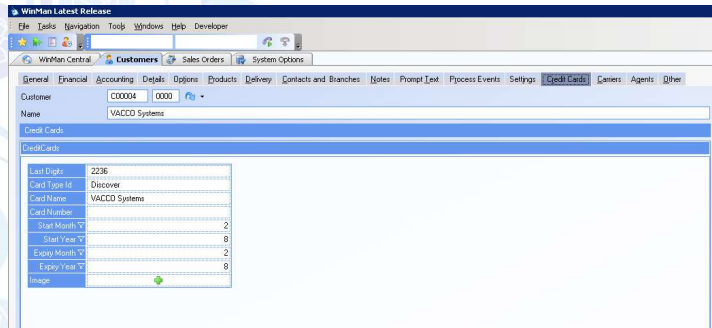 WinMan Latest Release
File Tasks Navigation Tools Windows Help Developer
WinMan Central Customers Sales Orders System Options
General Financial Accounting Details Options Products Delivery Contacts and Branches Notes Prompt Text Process Events Settings Credit Cards Carriers Agents Other
Customer C00004 0000
Name VACCO Systems
Credit Cards
CreditCards
Last Digits 2236
Card Type Id Discover
Card Name VACCO Systems
Card Number
Start Month 2
Start Year 8
Expiry Month 2
Expiry Year 8
Image